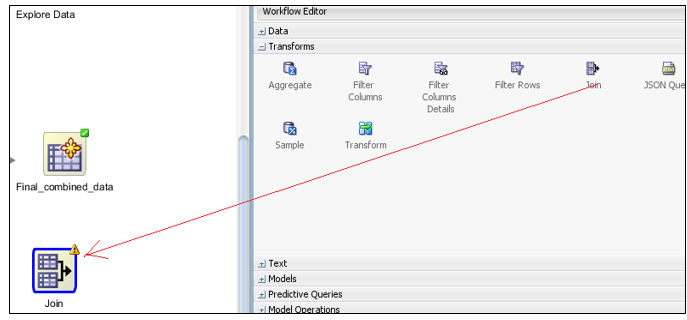 Explore Data
Final_combined_data
Join
Workflow Editor
Data
Transforms
Aggregate
Filter
Columns
Filter
Columns
Details
Filter Rows
Join
JSON Que
Sample
Transform
Text
Models
Predictive Queries
Model Operations